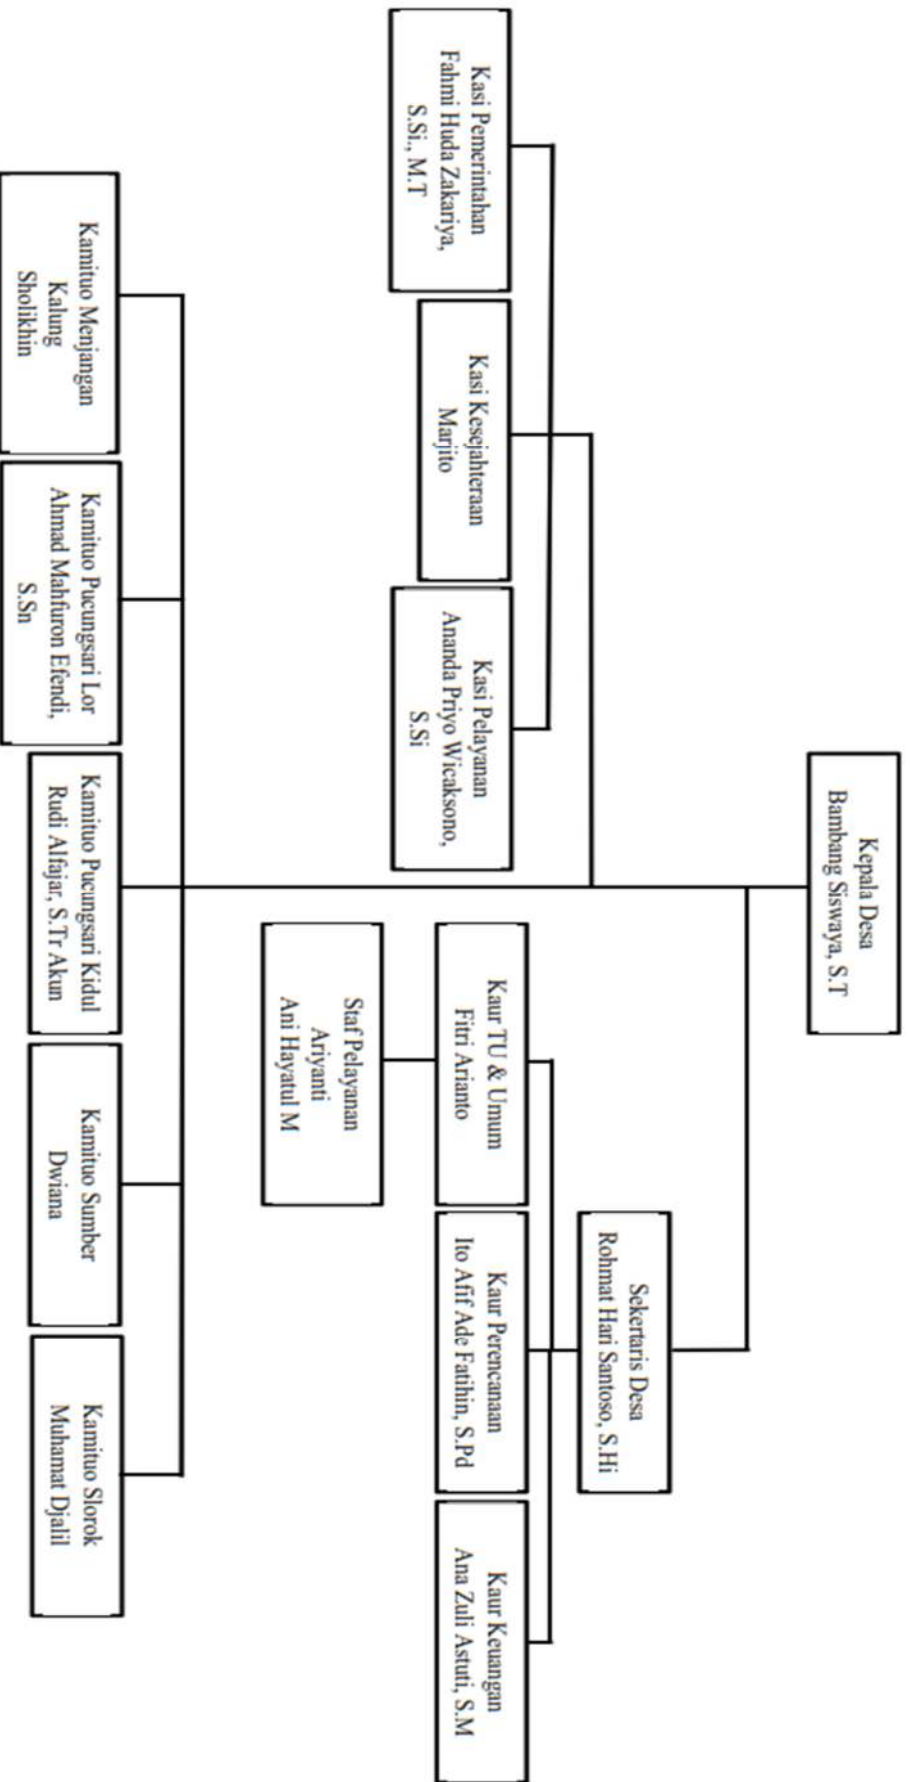 Kepala Desa
Bambang Siswaya, S.T
Sekertaris Desa
Rohmat Hari Santoso, S.Hi
Kasi Pemerintahan
Fahmi Huda Zakariya,
S.Si., M.T
Kasi Kesejahteraan
Marjito
Kasi Pelayanan
Ananda Priyo Wicaksono,
S.Si
Kaur TU & Umum
Fitri Arianto
Kaur Perencanaan
Ito Afif Ade Fatihin, S.Pd
Kaur Keuangan
Ana Zuli Astuti, S.M
Staf Pelayanan
Ariyanti
Ani Hayatul M
Kamituo Menjangan
Kalung
Sholikhin
Kamituo Pucungsari Lor
Ahmad Mahfuron Efendi,
S.Sn
Kamituo Pucungsari Kidul
Rudi Alfajar, S.Tr Akun
Kamituo Sumber
Dwiana
Kamituo Slorok
Muhamat Djalil